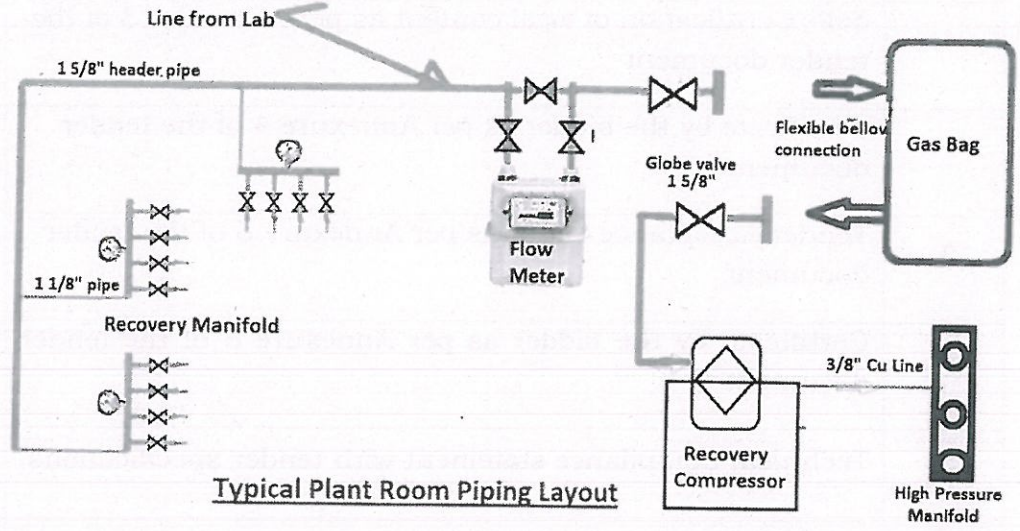 Line from Lab
1 5/8" header pipe
Flexible bellow
connection
Gas Bag
Globe valve
1 5/8"
Flow
Meter
1 1/8" pipe
Recovery Manifold
3/8" Cu Line
Recovery
Compressor
Typical Plant Room Piping Layout
High Pressure
Manifold